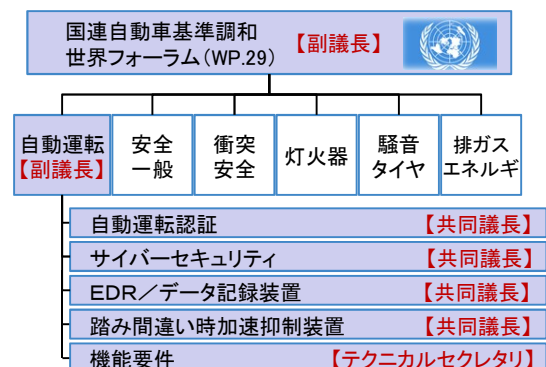 国連自動車基準調和
世界フォーラム(WP.29) 【副議長】
自動運転
【副議長】
安全
一般
衝突
安全
灯火器
騒音
タイヤ
排ガス
エネルギ
自動運転認証 【共同議長】
サイバーセキュリティ 【共同議長】
EDR/データ記録装置 【共同議長】
踏み間違い時加速抑制装置 【共同議長】
機能要件 【テクニカルセクレタリ】